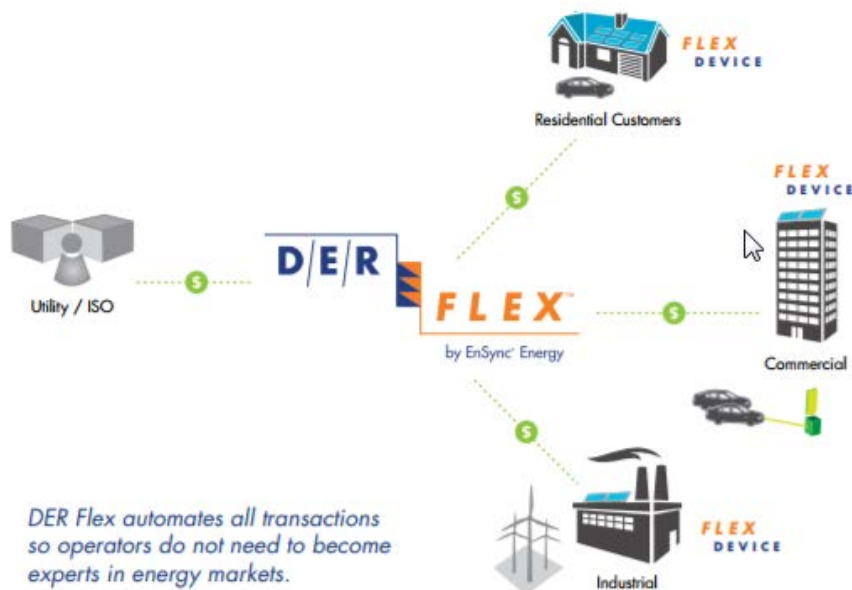 FLEX
DEVICE
Residential Customers
FLEX
DEVICE
$
Utility / ISO
$
D/E/R
FLEX™
by EnSync® Energy
$
Commercial
$
DER Flex automates all transactions
so operators do not need to become
experts in energy markets.
FLEX
DEVICE
Industrial